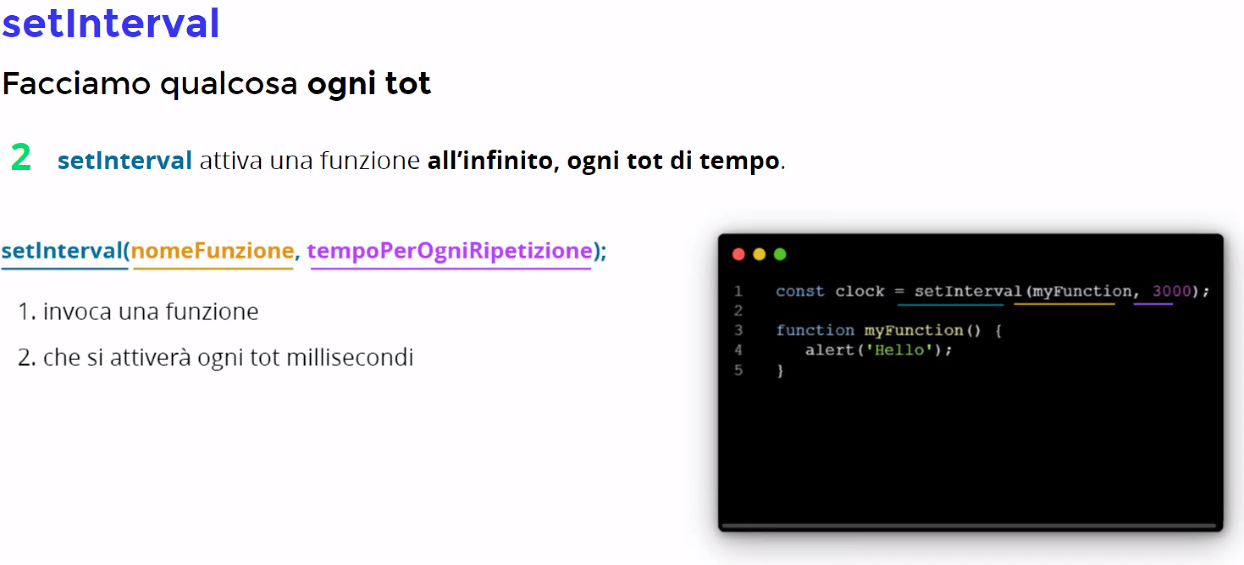 setInterval
Facciamo qualcosa ogni tot
2 setInterval attiva una funzione all’infinito, ogni tot di tempo.
setInterval(nomeFunzione, tempoPerOgniRipetizione);
1. invoca una funzione
2. che si attiverà ogni tot millisecondi
1 const clock = setInterval(myFunction, 3000);
2
3 function myFunction() {
4 alert('Hello');
5 }